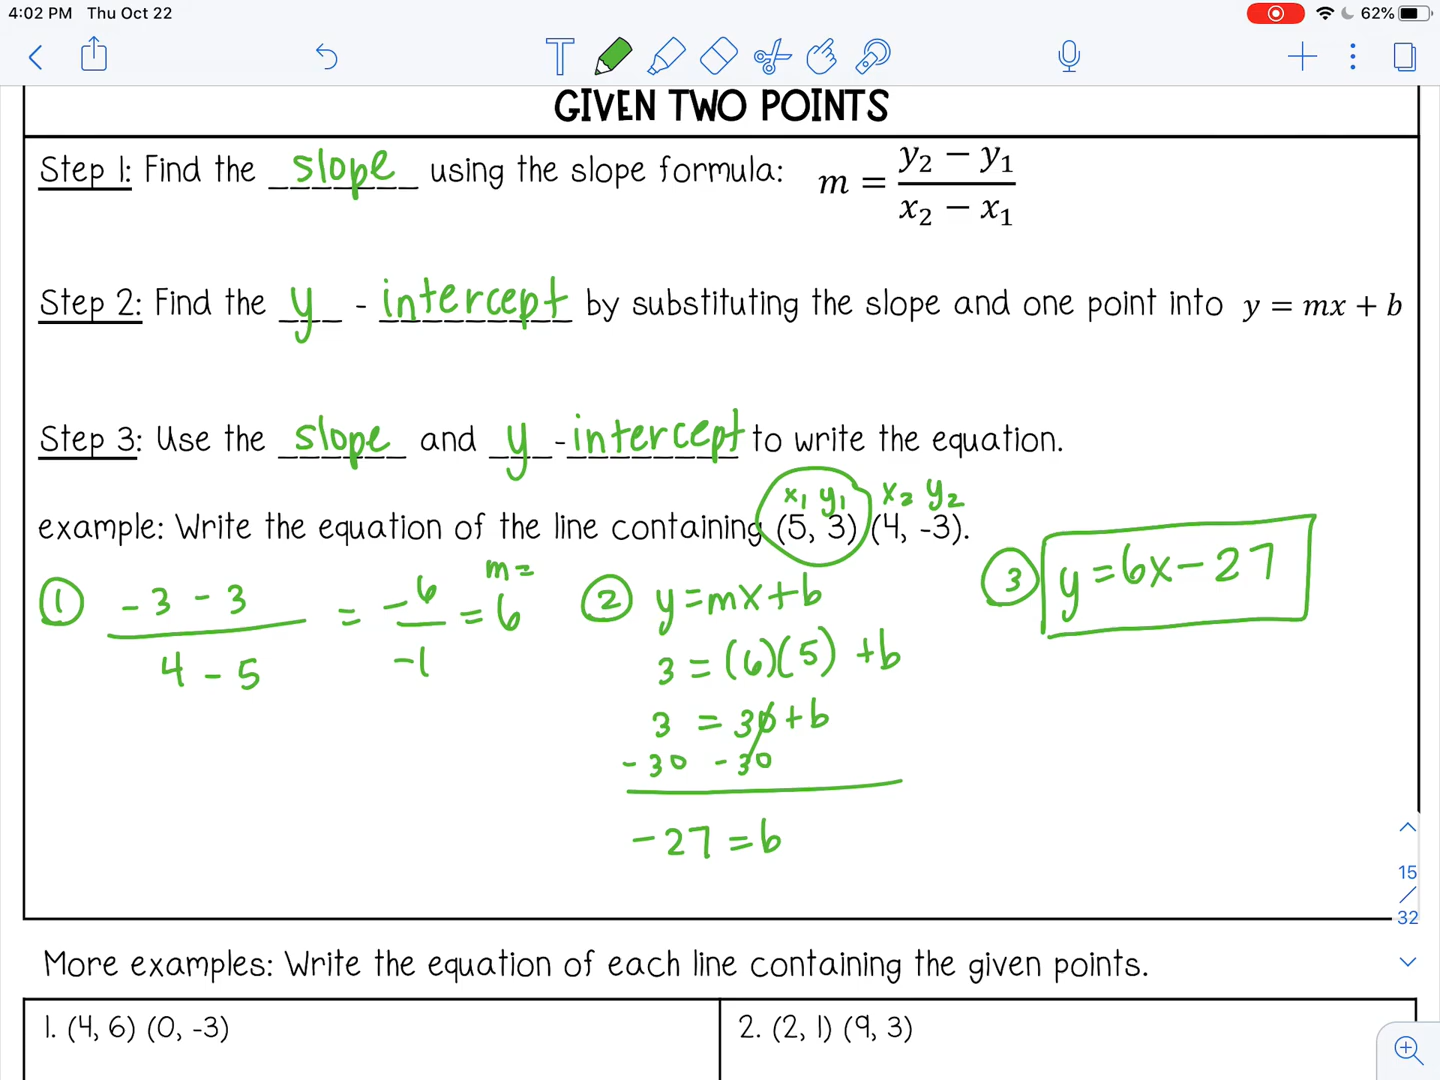 4:02 PM Thu Oct 22
62%
T
GIVEN TWO POINTS
Step 1: Find the slope using the slope formula: m = y₂ − y₁ / x₂ − x₁
Step 2: Find the y - intercept by substituting the slope and one point into y = mx + b
Step 3: Use the slope and y - intercept to write the equation.
x₁ y₁ x₂ y₂
example: Write the equation of the line containing (5, 3) (4, -3).
① -3 - 3 / 4 - 5 = -6 / -1 = 6
m =
② y = mx + b
3 = (6)(5) + b
3 = 30 + b
- 30 - 30
-27 = b
③ y = 6x - 27
15 / 32
More examples: Write the equation of each line containing the given points.
1. (4, 6) (0, -3)
2. (2, 1) (9, 3)